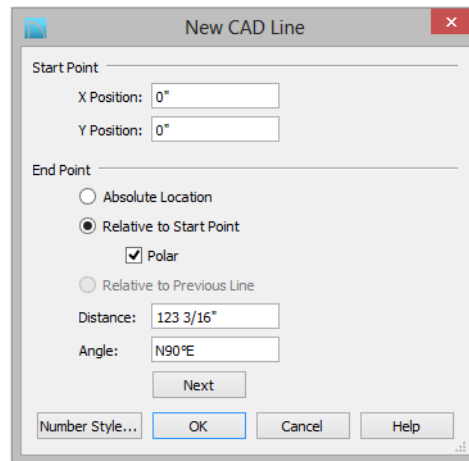 New CAD Line
Start Point
X Position: 0"
Y Position: 0"
End Point
Absolute Location
Relative to Start Point
Polar
Relative to Previous Line
Distance: 123 3/16"
Angle: N90ºE
Next
Number Style... OK Cancel Help